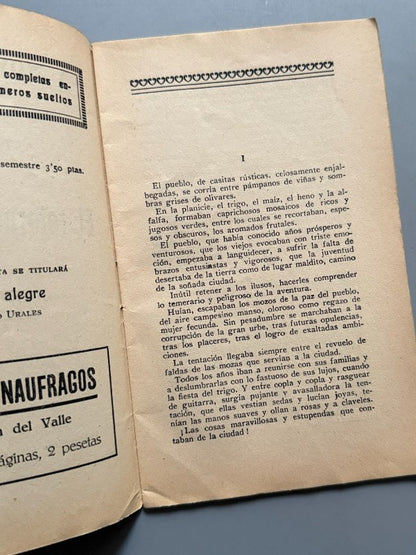 completas en-
meros sueltos
semestre 3'50 ptas.
TA SE TITULARÁ
alegre
O URALES
NAUFRAGOS
n del Valle
áginas, 2 pesetas
I
El pueblo, de casitas rústicas, celosamente enjal-
begadas, se corría entre pámpanos de viñas y som-
bras grises de olivares.
En la planicie, el trigo, el maíz, el heno y la al-
falfa, formaban caprichosos mosaicos de ricos y
jugosos verdes, entre los cuales se recortaban, espe-
sos y obscuros, los aromados frutales.
El pueblo, que había conocido años prósperos y
venturosos, que los viejos evocaban con triste emo-
ción, empezaba a languidecer, a sufrir la falta de
brazos entusiastas y vigorosos, que la juventud
desertaba de la tierra como de lugar maldito, camino
de la soñada ciudad.
Inútil retener a los ilusos, hacerles comprender
lo temerario y peligroso de la aventura.
Huían, escapaban los mozos de la paz del pueblo,
del aire campesino manso, oloroso como regazo de
mujer fecunda. Sin pesadumbre se marchaban a la
corrupción de la gran urbe, tras futuras opulencias,
tras los placeres, tras el logro de exaltadas ambi-
ciones.
La tentación llegaba siempre entre el revuelo de
faldas de las mozas que servían a la ciudad.
Todos los años iban a reunirse con sus familias y
a deslumbrarlas con lo fastuoso de sus lujos, cuando
la fiesta del trigo. Y entre copla y copla y rasguear
de guitarra, surgía pujante y avasalladora la ten-
tación, que ellas vestían sedas y lucían joyas, te-
nían las manos suaves y olían a rosas y a claveles.
¡Las cosas maravillosas y estupendas que con-
taban de la ciudad!